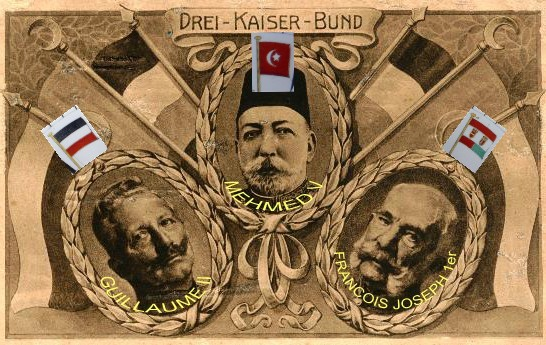 DREI-KAISER-BUND
MEHMED V
GUILLAUME II
FRANÇOIS JOSEPH 1er